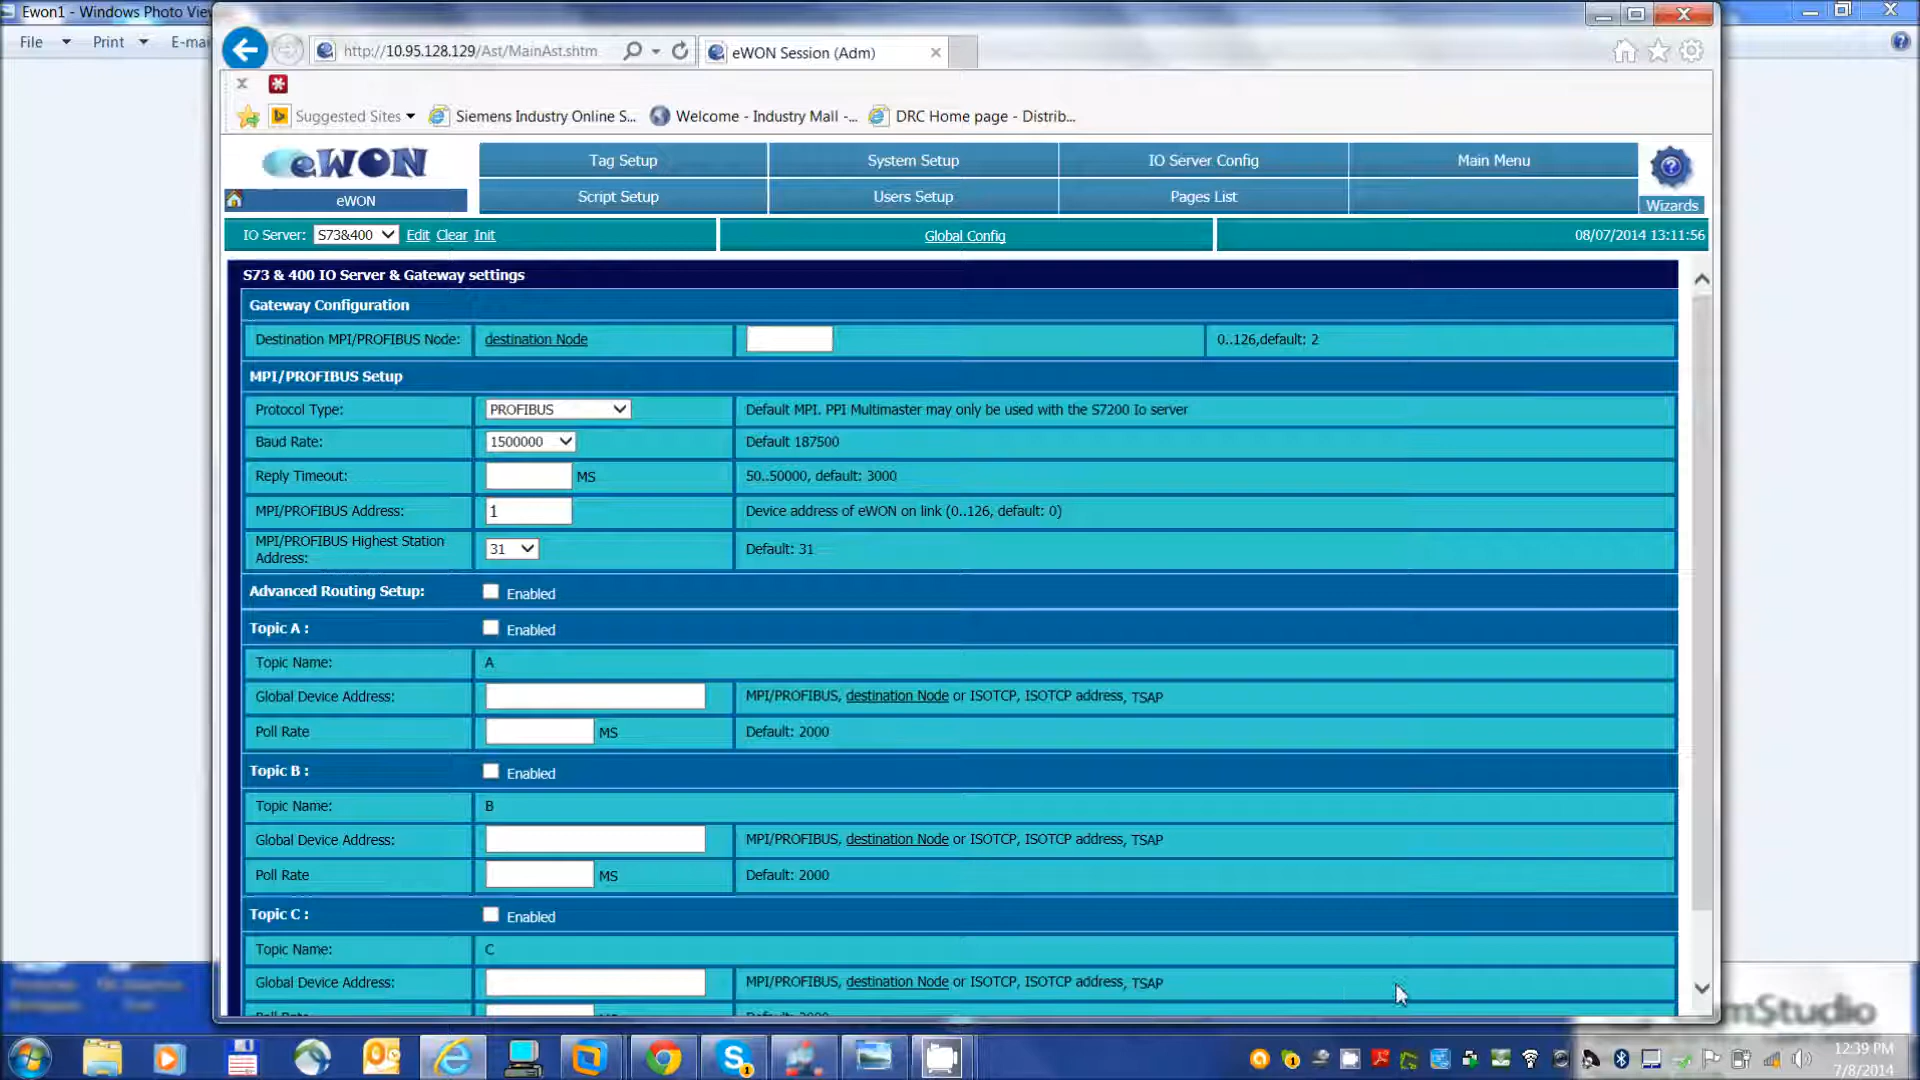 Ewon1 - Windows Photo Vie
File Print E-mai
http://10.95.128.129/Ast/MainAst.shtm
eWON Session (Adm)
Suggested Sites Siemens Industry Online S... Welcome - Industry Mall -... DRC Home page - Distrib...
eWON
Tag Setup System Setup IO Server Config Main Menu
eWON
Script Setup Users Setup Pages List
Wizards
IO Server: S73&400 Edit Clear Init Global Config 08/07/2014 13:11:56
S73 & 400 IO Server & Gateway settings
Gateway Configuration
Destination MPI/PROFIBUS Node: destination Node 0..126,default: 2
MPI/PROFIBUS Setup
Protocol Type: PROFIBUS Default MPI. PPI Multimaster may only be used with the S7200 Io server
Baud Rate: 1500000 Default 187500
Reply Timeout: MS 50..50000, default: 3000
MPI/PROFIBUS Address: 1 Device address of eWON on link (0..126, default: 0)
MPI/PROFIBUS Highest Station
Address: 31 Default: 31
Advanced Routing Setup: Enabled
Topic A : Enabled
Topic Name: A
Global Device Address: MPI/PROFIBUS, destination Node or ISOTCP, ISOTCP address, TSAP
Poll Rate MS Default: 2000
Topic B : Enabled
Topic Name: B
Global Device Address: MPI/PROFIBUS, destination Node or ISOTCP, ISOTCP address, TSAP
Poll Rate MS Default: 2000
Topic C : Enabled
Topic Name: C
Global Device Address: MPI/PROFIBUS, destination Node or ISOTCP, ISOTCP address, TSAP
Poll Rate
mStudio
12:39 PM
7/8/2014